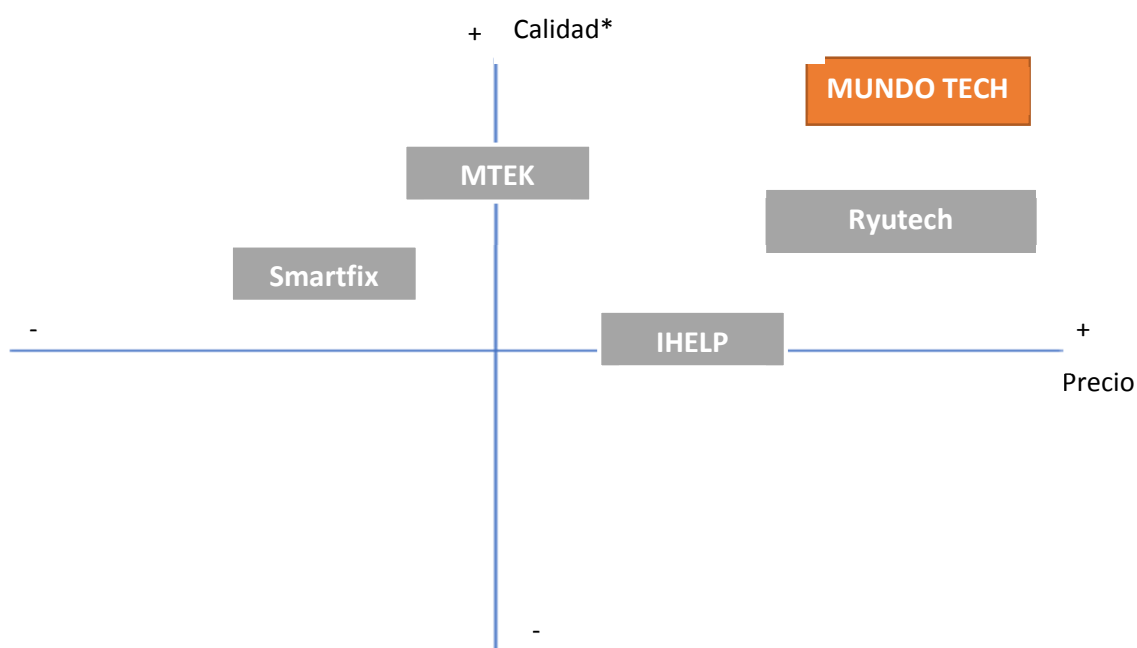 + Calidad*
MUNDO TECH
MTEK
Ryutech
Smartfix
- +
IHELP
Precio
-